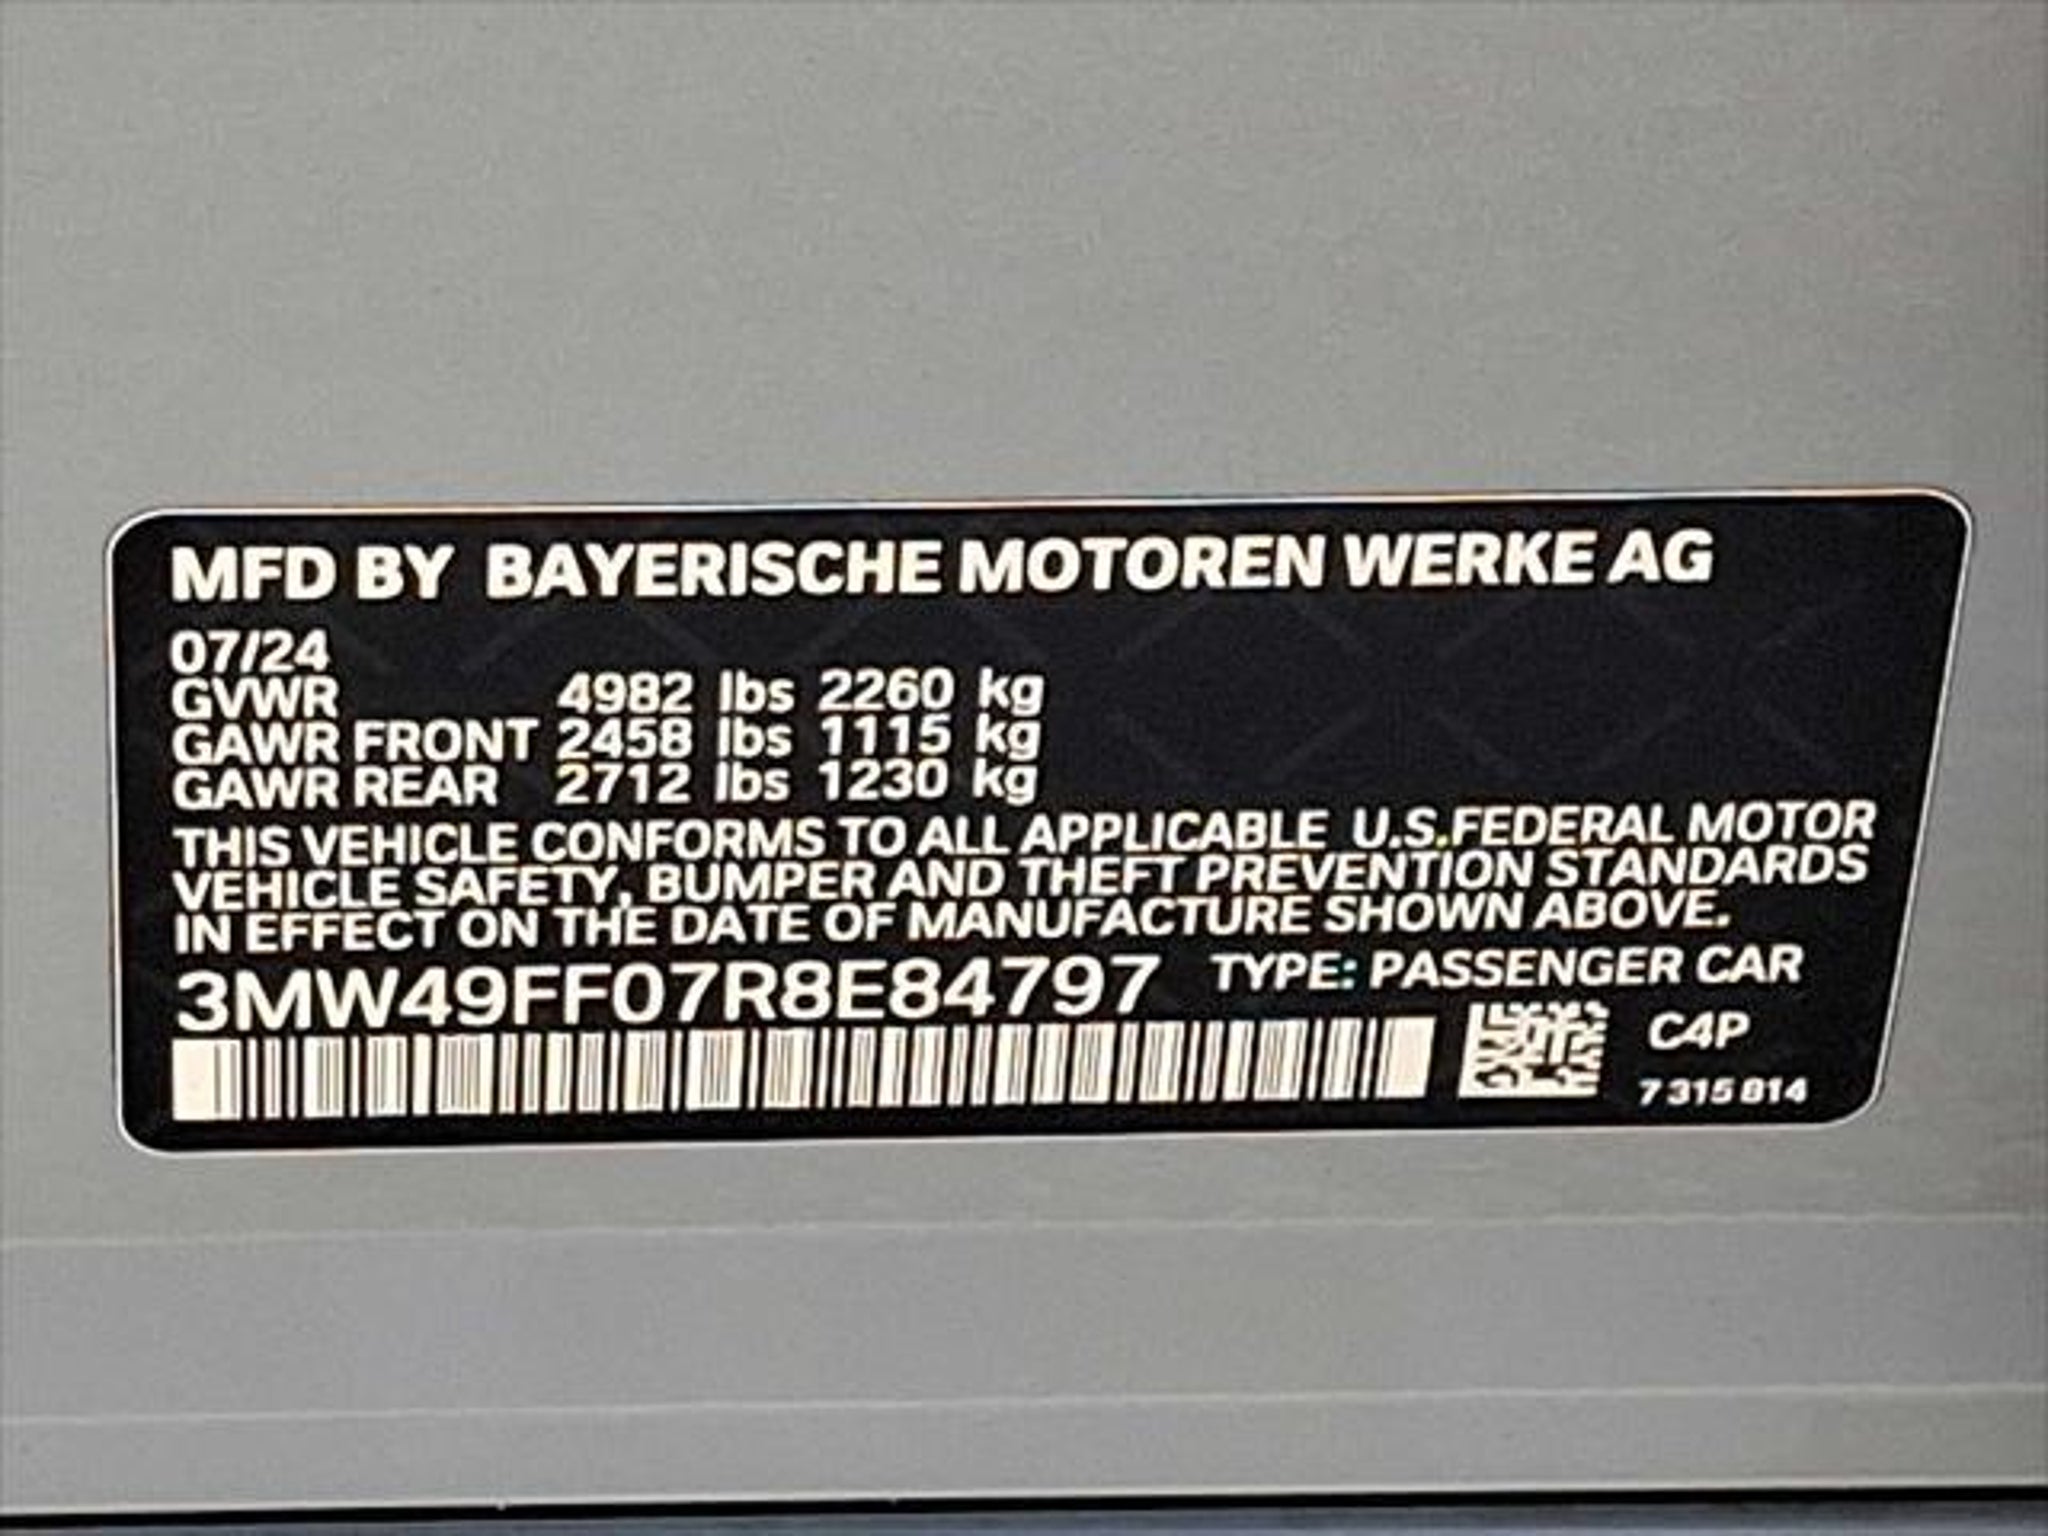 MFD BY BAYERISCHE MOTOREN WERKE AG
07/24
GVWR 4982 lbs 2260 kg
GAWR FRONT 2458 lbs 1115 kg
GAWR REAR 2712 lbs 1230 kg
THIS VEHICLE CONFORMS TO ALL APPLICABLE U.S.FEDERAL MOTOR
VEHICLE SAFETY, BUMPER AND THEFT PREVENTION STANDARDS
IN EFFECT ON THE DATE OF MANUFACTURE SHOWN ABOVE.
3MW49FF07R8E84797 TYPE: PASSENGER CAR
C4P
7 315 814